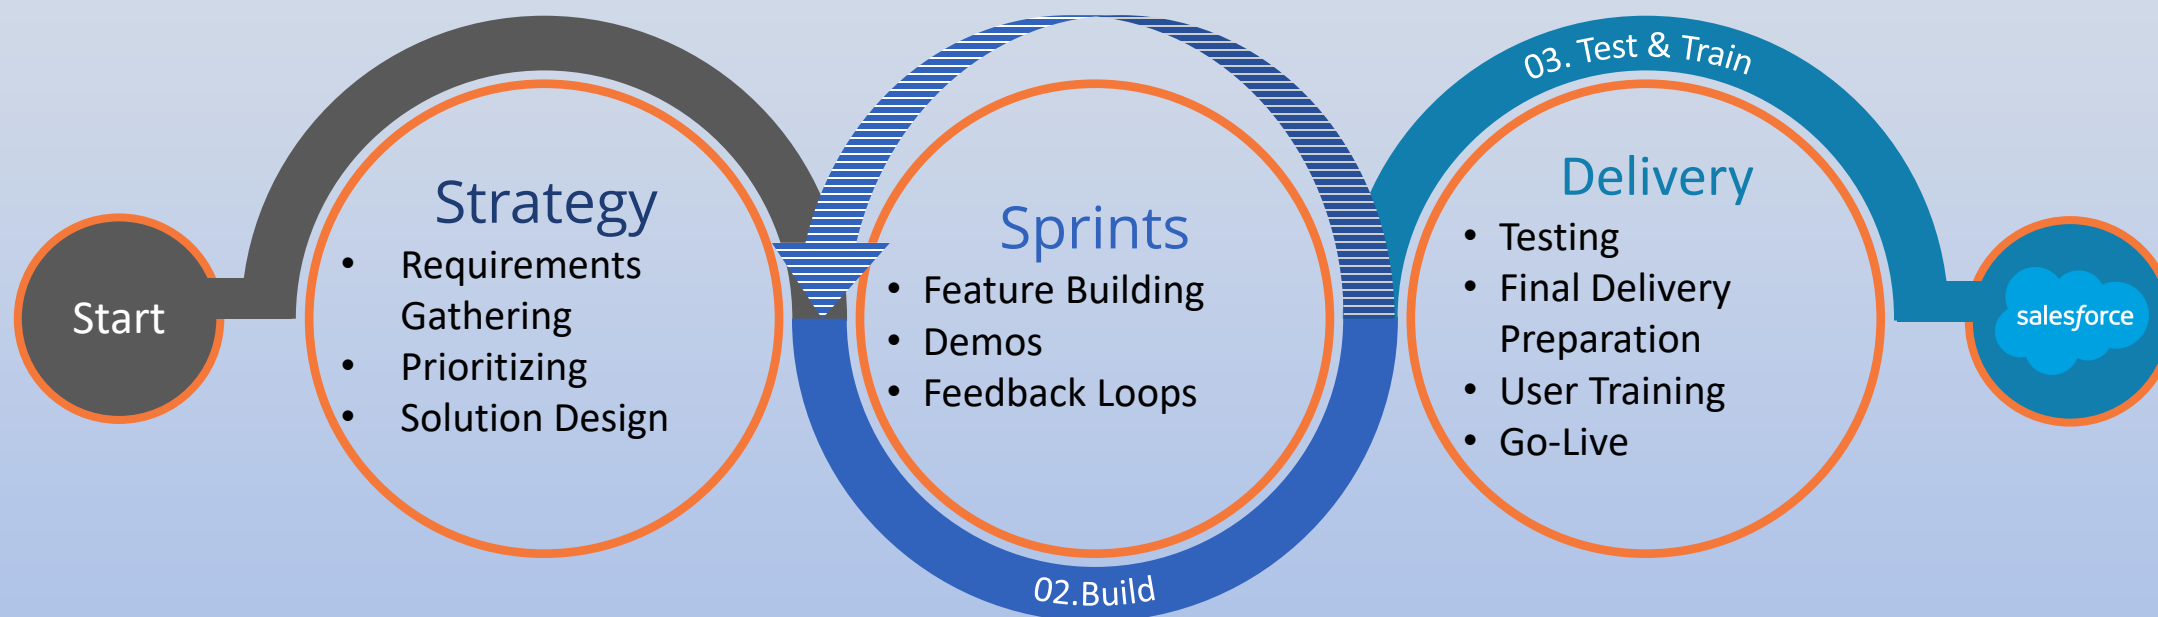 Start
Strategy
• Requirements
Gathering
• Prioritizing
• Solution Design
Sprints
• Feature Building
• Demos
• Feedback Loops
02.Build
03. Test & Train
Delivery
• Testing
• Final Delivery
Preparation
• User Training
• Go-Live
salesforce